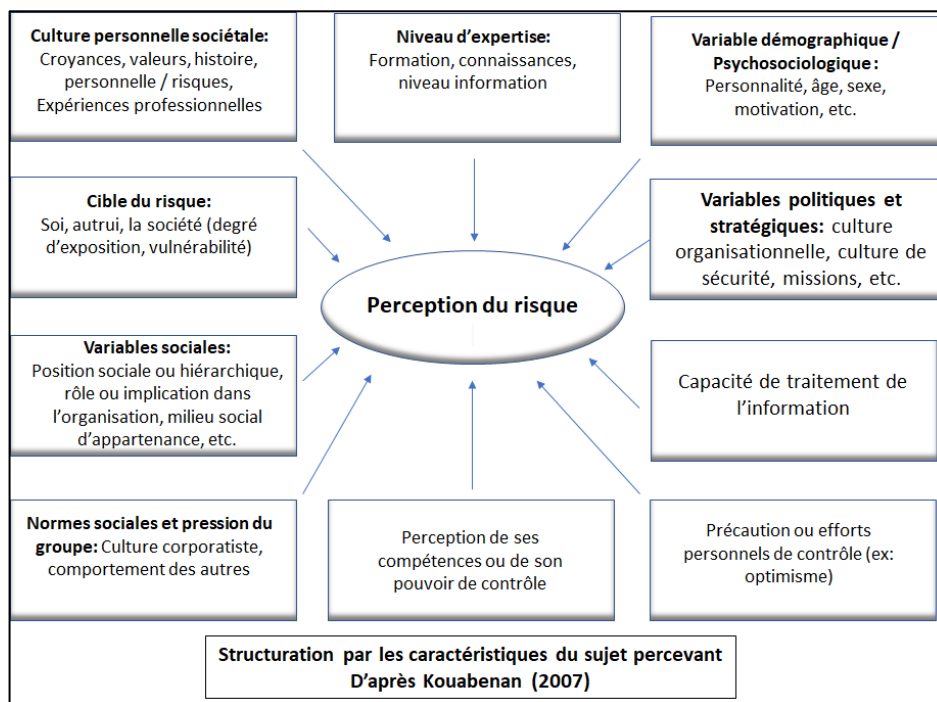 Culture personnelle sociétale:
Croyances, valeurs, histoire,
personnelle / risques,
Expériences professionnelles
Niveau d'expertise:
Formation, connaissances,
niveau information
Variable démographique /
Psychosociologique :
Personnalité, âge, sexe,
motivation, etc.
Cible du risque:
Soi, autrui, la société (degré
d'exposition, vulnérabilité)
Variables politiques et
stratégiques: culture
organisationnelle, culture de
sécurité, missions, etc.
Perception du risque
Variables sociales:
Position sociale ou hiérarchique,
rôle ou implication dans
l'organisation, milieu social
d'appartenance, etc.
Capacité de traitement de
l'information
Normes sociales et pression du
groupe: Culture corporatiste,
comportement des autres
Perception de ses
compétences ou de son
pouvoir de contrôle
Précaution ou efforts
personnels de contrôle (ex:
optimisme)
Structuration par les caractéristiques du sujet percevant
D'après Kouabenan (2007)